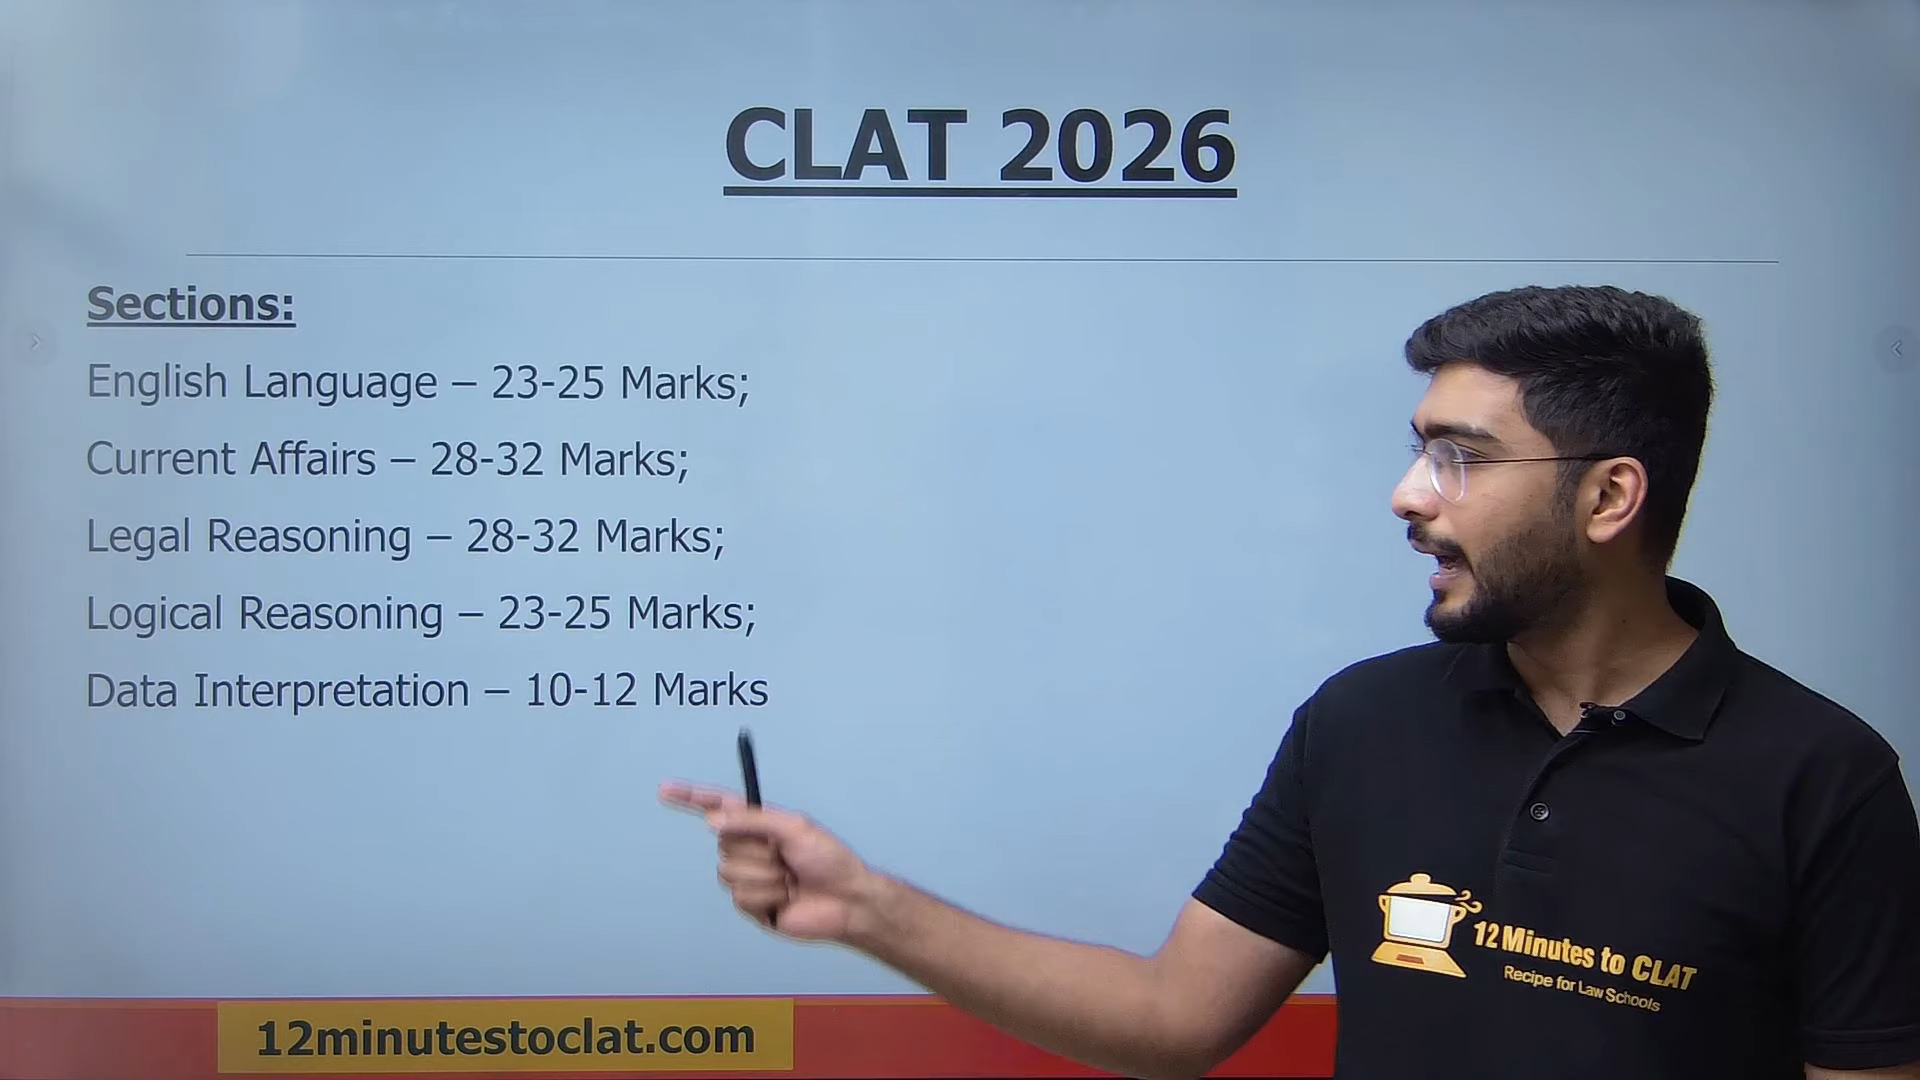 CLAT 2026
Sections:
English Language – 23-25 Marks;
Current Affairs – 28-32 Marks;
Legal Reasoning – 28-32 Marks;
Logical Reasoning – 23-25 Marks;
Data Interpretation – 10-12 Marks
12 Minutes to CLAT
Recipe for Law Schools
12minutestoclat.com